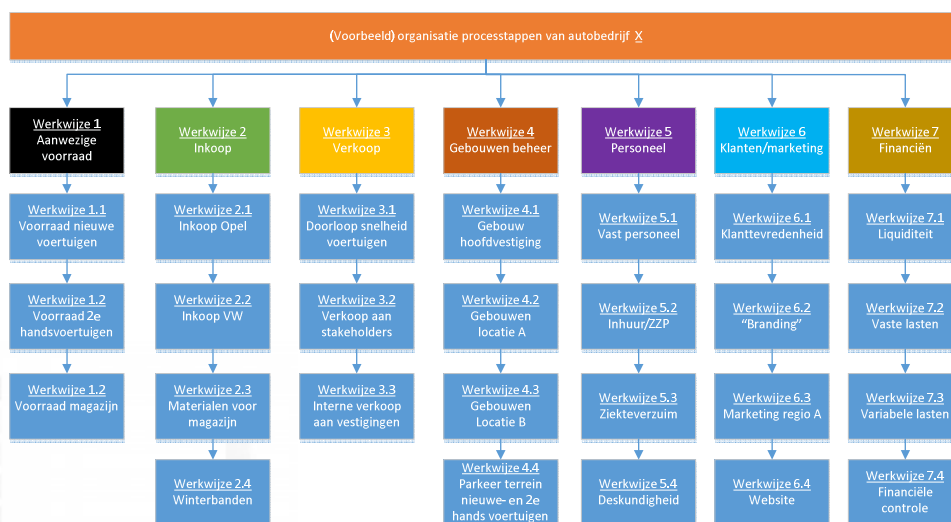 (Voorbeeld) organisatie processtappen van autobedrijf X
Werkwijze 1
Aanwezige
voorraad
Werkwijze 2
Inkoop
Werkwijze 3
Verkoop
Werkwijze 4
Gebouwen beheer
Werkwijze 5
Personeel
Werkwijze 6
Klanten/marketing
Werkwijze 7
Financiën
Werkwijze 1.1
Voorraad nieuwe
voertuigen
Werkwijze 2.1
Inkoop Opel
Werkwijze 3.1
Doorloop snelheid
voertuigen
Werkwijze 4.1
Gebouw
hoofdvestiging
Werkwijze 5.1
Vast personeel
Werkwijze 6.1
Klanttevredenheid
Werkwijze 7.1
Liquiditeit
Werkwijze 1.2
Voorraad 2e
handsvoertuigen
Werkwijze 2.2
Inkoop VW
Werkwijze 3.2
Verkoop aan
stakeholders
Werkwijze 4.2
Gebouwen
locatie A
Werkwijze 5.2
Inhuur/ZZP
Werkwijze 6.2
“Branding”
Werkwijze 7.2
Vaste lasten
Werkwijze 1.2
Voorraad magazijn
Werkwijze 2.3
Materialen voor
magazijn
Werkwijze 3.3
Interne verkoop
aan vestigingen
Werkwijze 4.3
Gebouwen
Locatie B
Werkwijze 5.3
Ziekteverzuim
Werkwijze 6.3
Marketing regio A
Werkwijze 7.3
Variabele lasten
Werkwijze 2.4
Winterbanden
Werkwijze 4.4
Parkeer terrein
nieuwe- en 2e
hands voertuigen
Werkwijze 5.4
Deskundigheid
Werkwijze 6.4
Website
Werkwijze 7.4
Financiële
controle